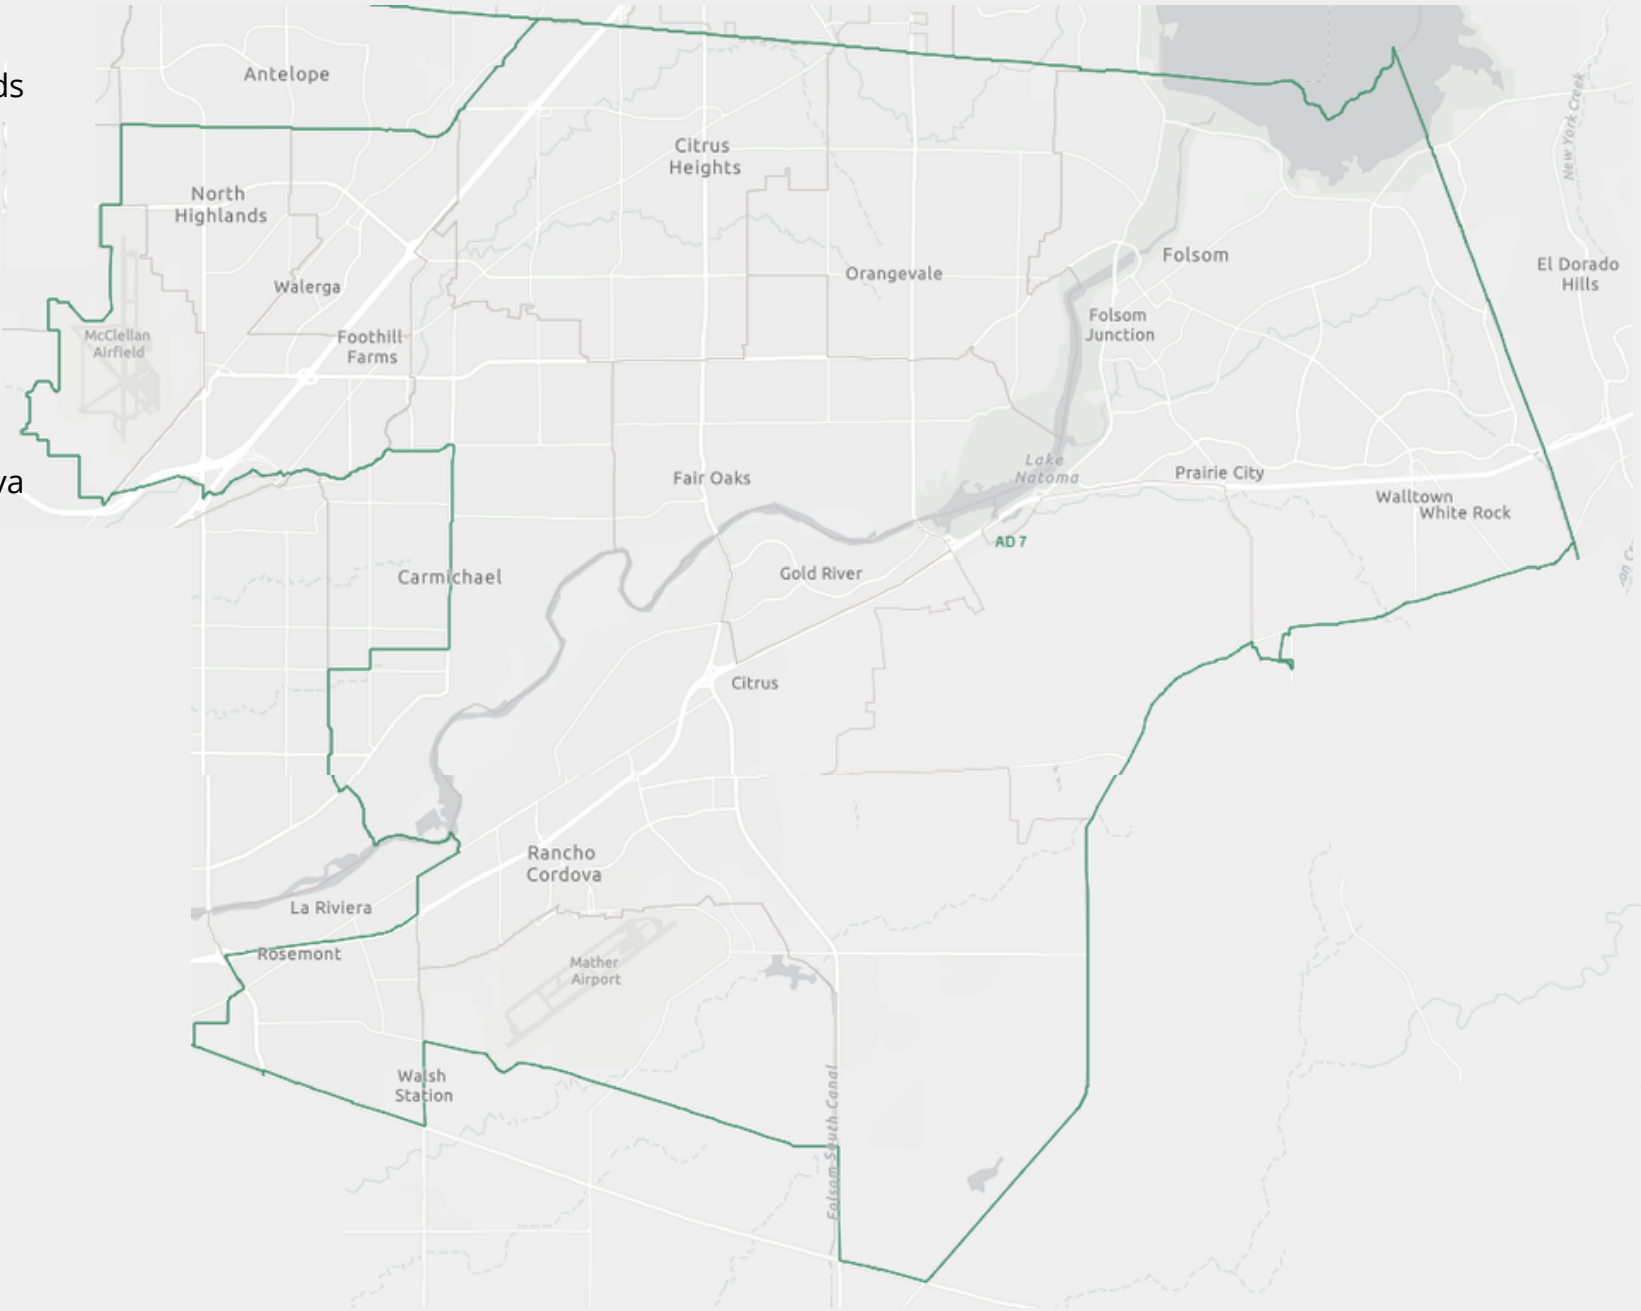 ds
Antelope
Citrus
Heights
New York Creek
North
Highlands
Folsom
El Dorado
Hills
Orangevale
Walerga
McClellan
Airfield
Foothill
Farms
Folsom
Junction
va
Fair Oaks
Lake
Natoma
Prairie City
Walltown
White Rock
AD 7
Carmichael
Gold River
Citrus
Rancho
Cordova
La Riviera
Rosemont
Mather
Airport
Walsh
Station
Folsom South Canal